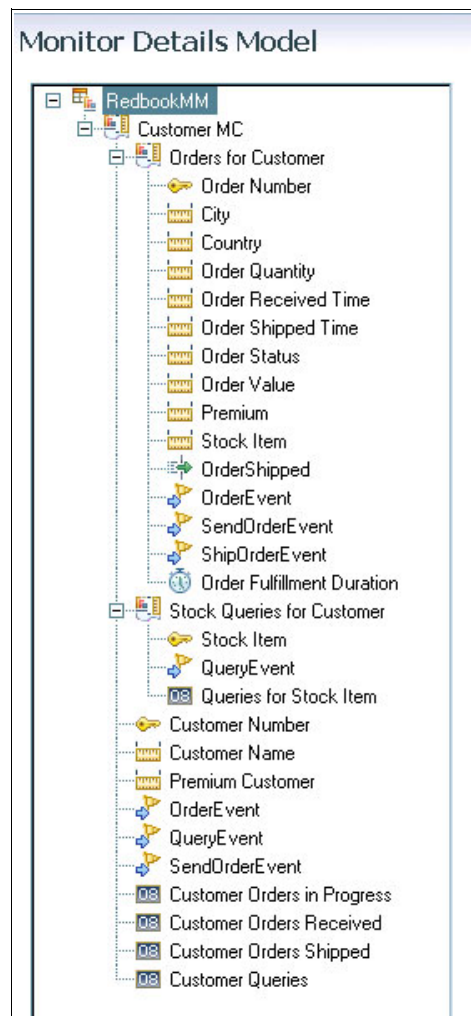 Monitor Details Model
RedbookMM
Customer MC
Orders for Customer
Order Number
City
Country
Order Quantity
Order Received Time
Order Shipped Time
Order Status
Order Value
Premium
Stock Item
OrderShipped
OrderEvent
SendOrderEvent
ShipOrderEvent
Order Fulfillment Duration
Stock Queries for Customer
Stock Item
QueryEvent
Queries for Stock Item
Customer Number
Customer Name
Premium Customer
OrderEvent
QueryEvent
SendOrderEvent
Customer Orders in Progress
Customer Orders Received
Customer Orders Shipped
Customer Queries